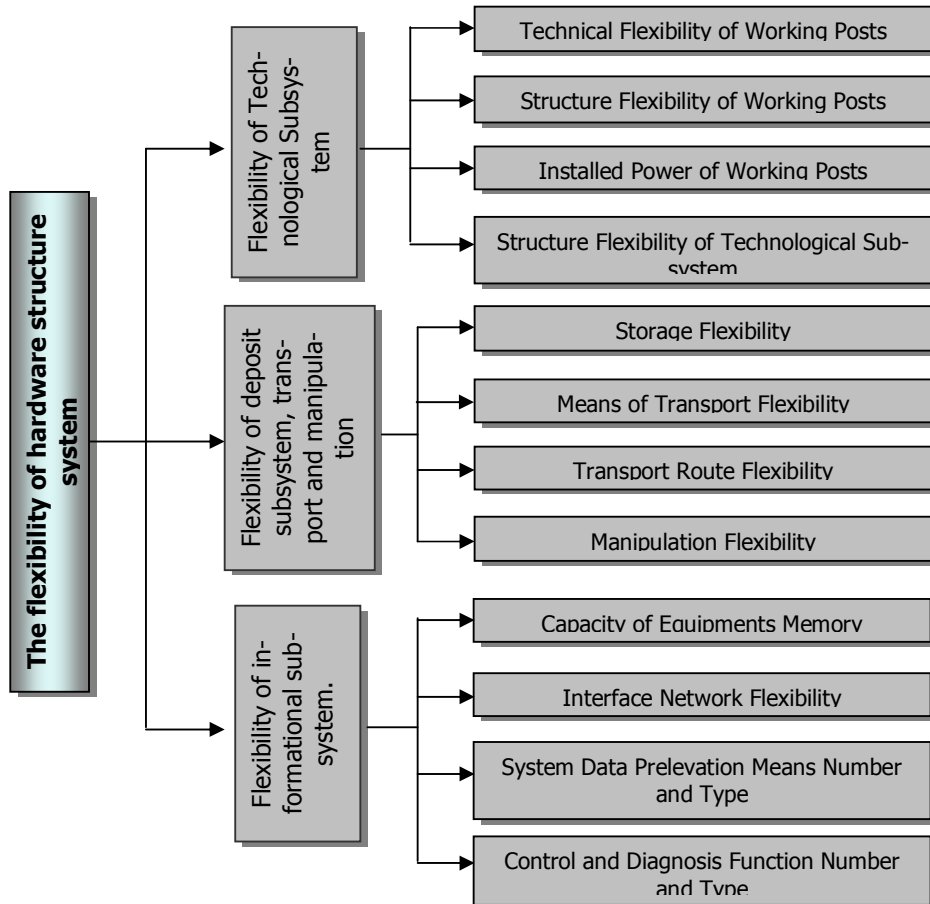 The flexibility of hardware structure
system
Flexibility of Tech-
nological Subsys-
tem
Technical Flexibility of Working Posts
Structure Flexibility of Working Posts
Installed Power of Working Posts
Structure Flexibility of Technological Sub-
system
Flexibility of deposit
subsystem, trans-
port and manipula-
tion
Storage Flexibility
Means of Transport Flexibility
Transport Route Flexibility
Manipulation Flexibility
Flexibility of in-
formational sub-
system.
Capacity of Equipments Memory
Interface Network Flexibility
System Data Prelevation Means Number
and Type
Control and Diagnosis Function Number
and Type